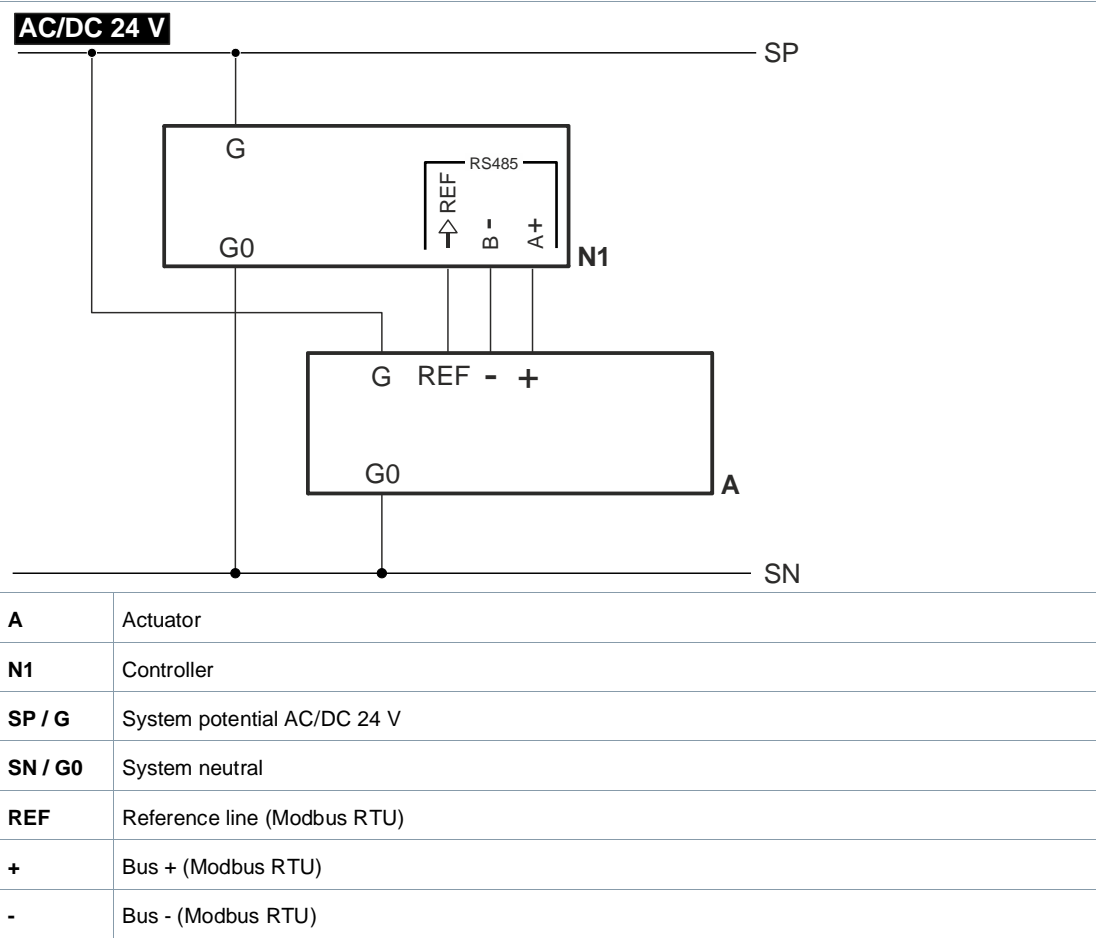 AC/DC 24 V
SP
G
RS485
REF
B -
A+
G0
N1
G REF - +
G0
A
SN
A Actuator
N1 Controller
SP / G System potential AC/DC 24 V
SN / G0 System neutral
REF Reference line (Modbus RTU)
+ Bus + (Modbus RTU)
- Bus - (Modbus RTU)